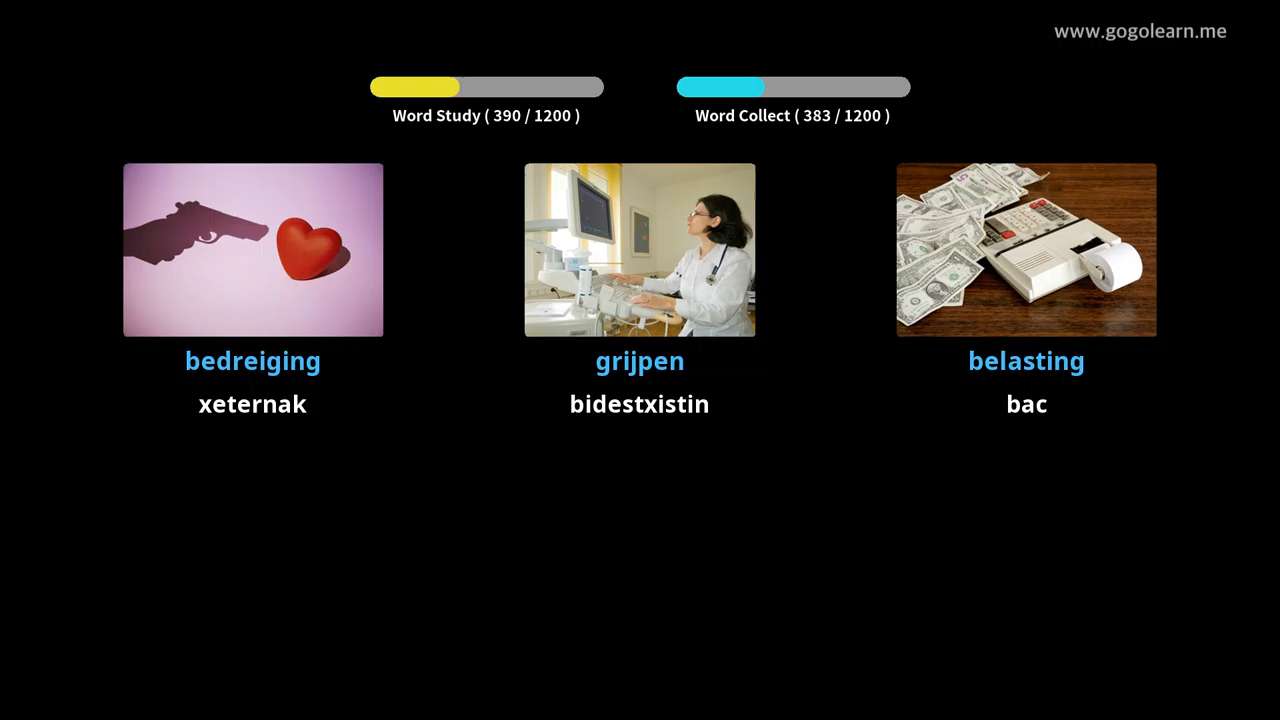 www.gogolearn.me
Word Study ( 390 / 1200 )
Word Collect ( 383 / 1200 )
bedreiging
grijpen
belasting
xeternak
bidestxistin
bac